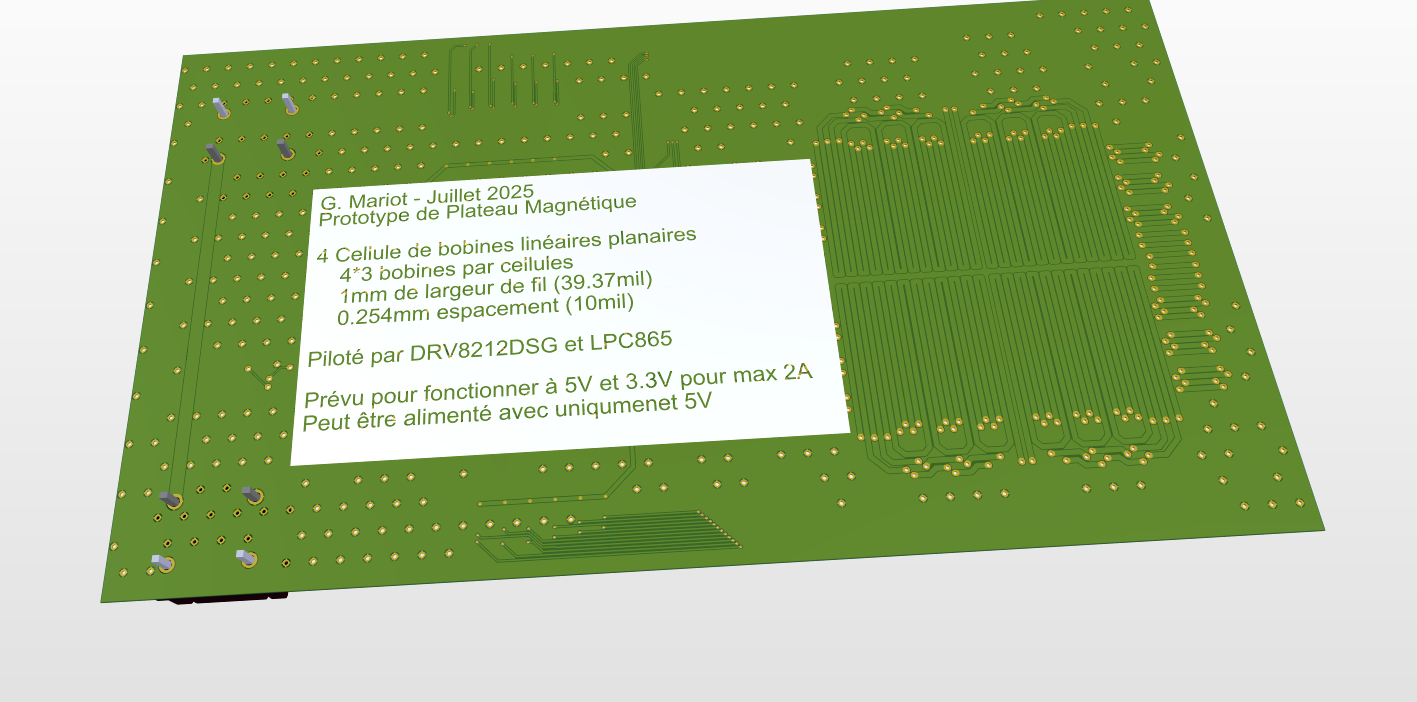 G. Mariot - Juillet 2025
Prototype de Plateau Magnétique
4 Cellule de bobines linéaires planaires
4*3 bobines par cellules
1mm de largeur de fil (39.37mil)
0.254mm espacement (10mil)
Piloté par DRV8212DSG et LPC865
Prévu pour fonctionner à 5V et 3.3V pour max 2A
Peut être alimenté avec uniqumenet 5V